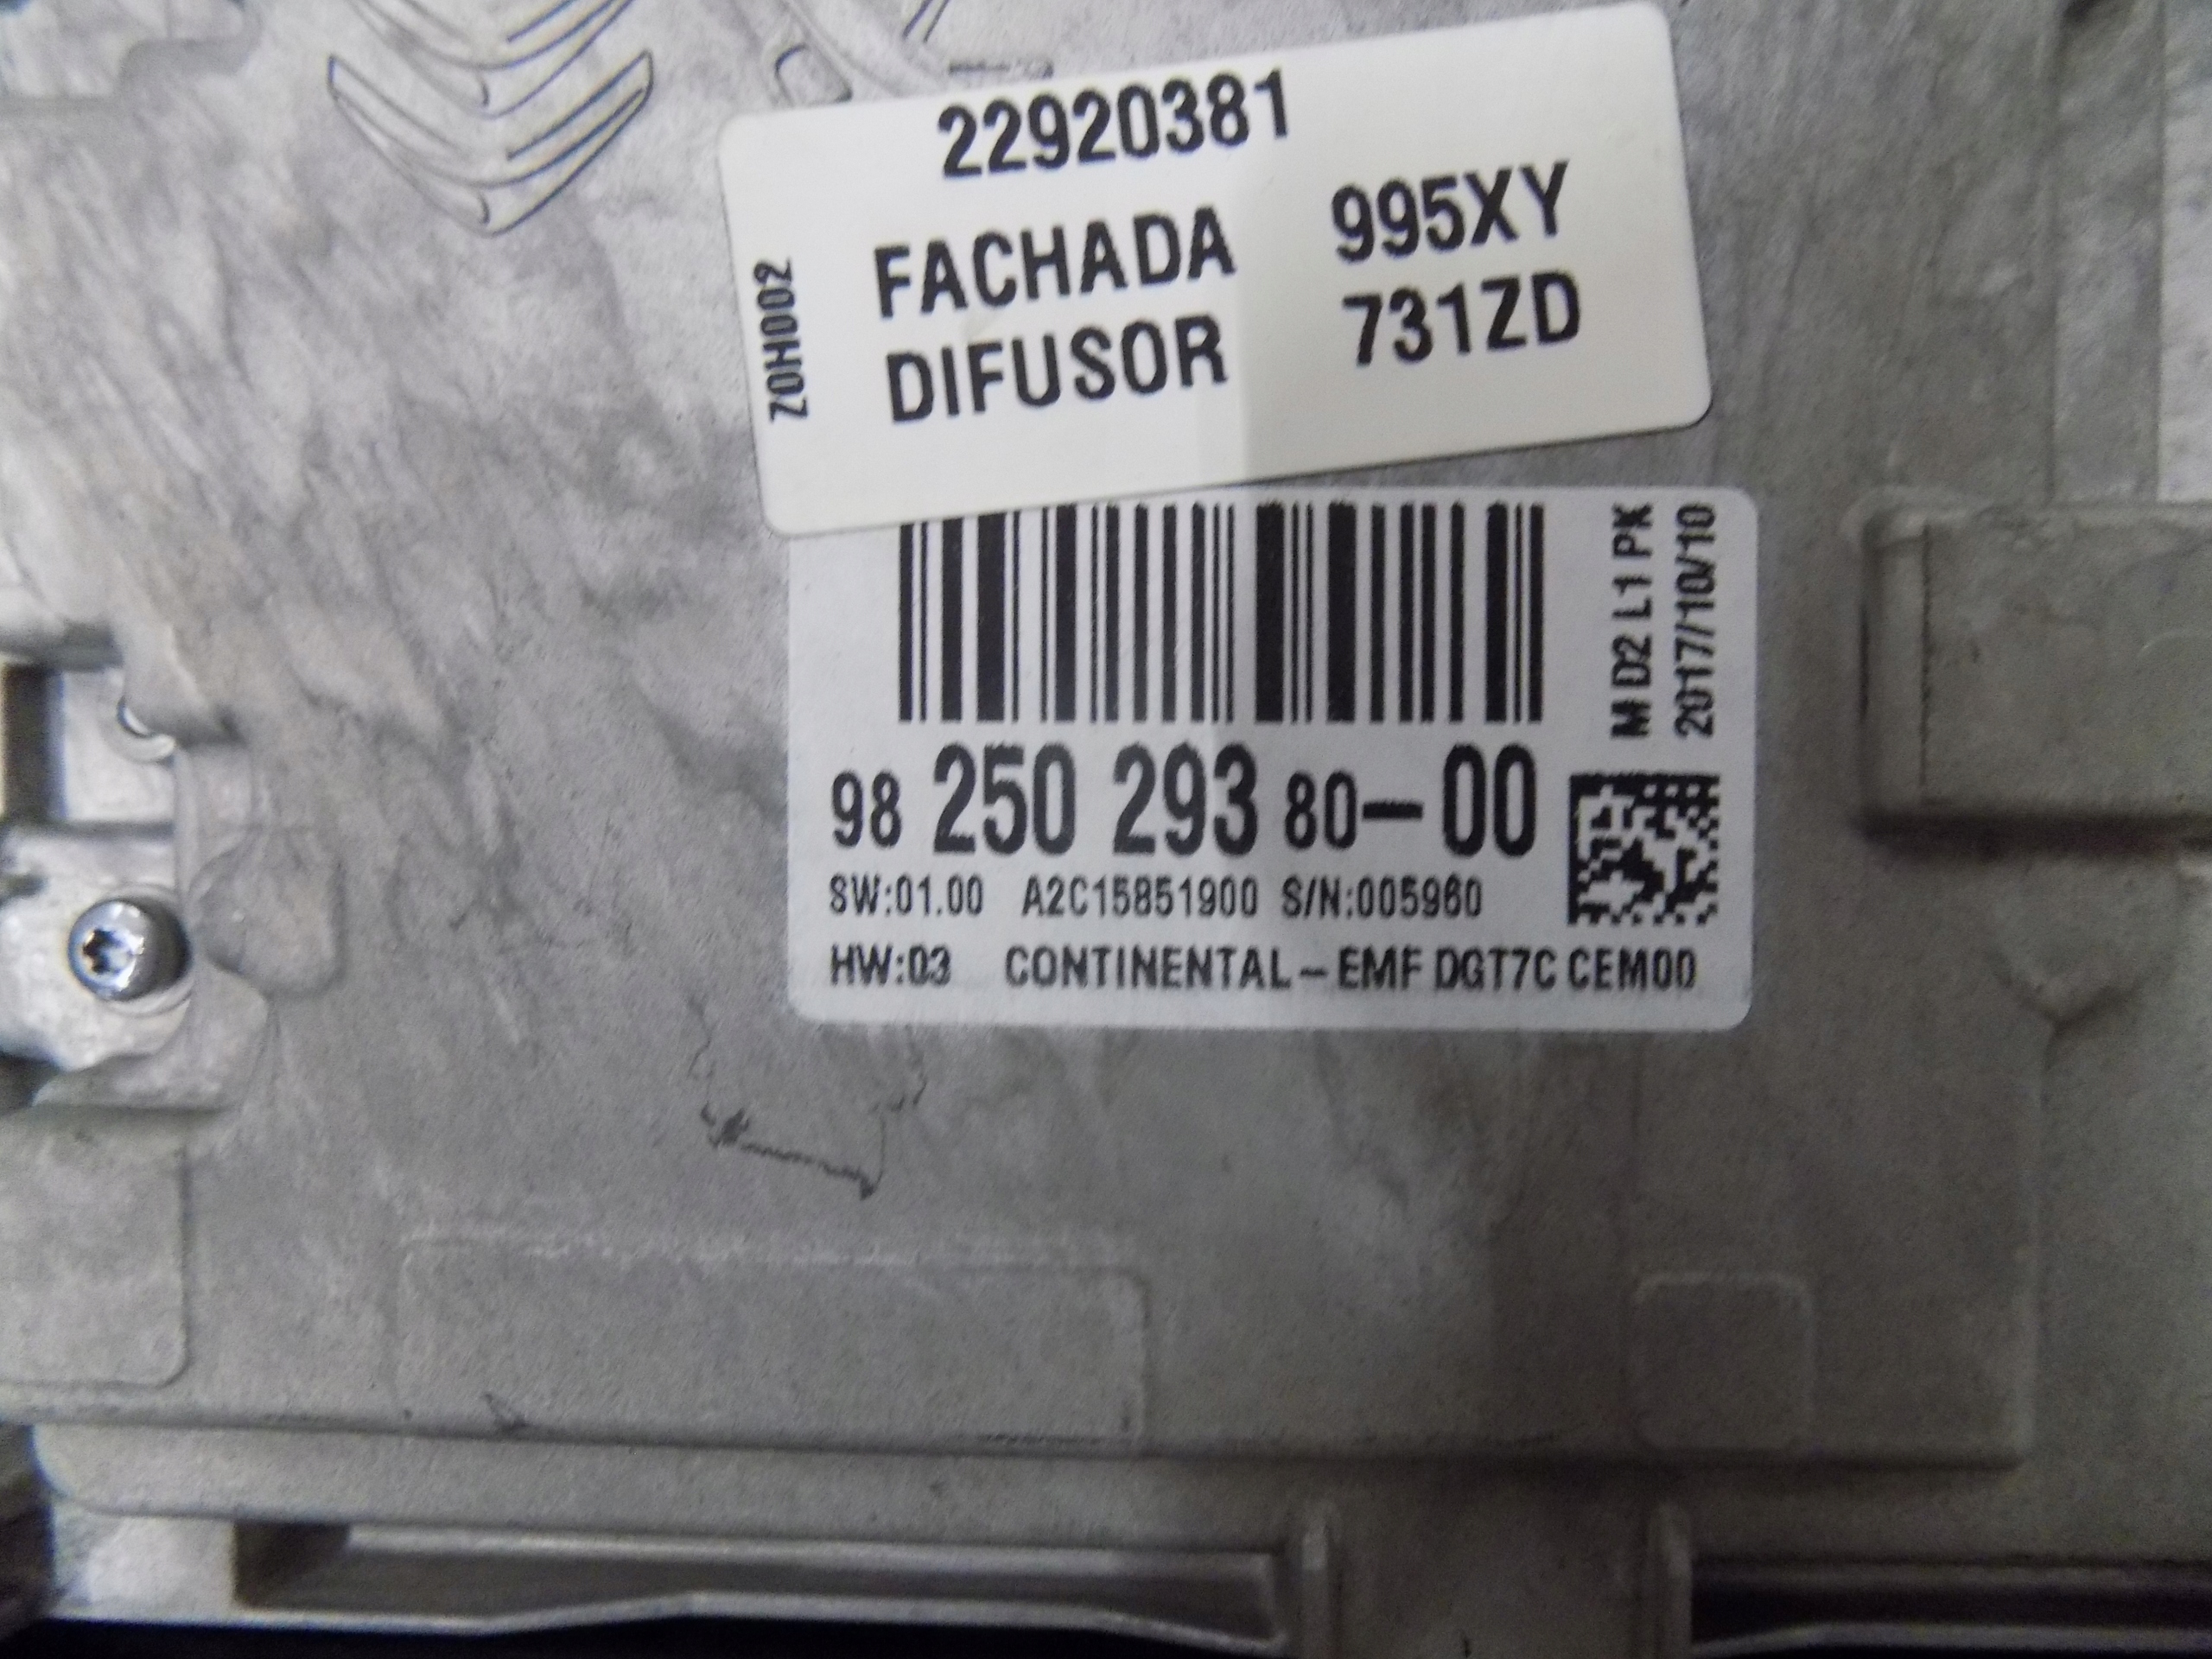 22920381
FACHADA 995XY
DIFUSOR 731ZD
Z0H002
M D2 L1 PK
2017/10/10
98 250 293 80-00
SW:01.00 A2C15851900 S/N:005960
HW:03 CONTINENTAL-EMF DGT7C CEM00